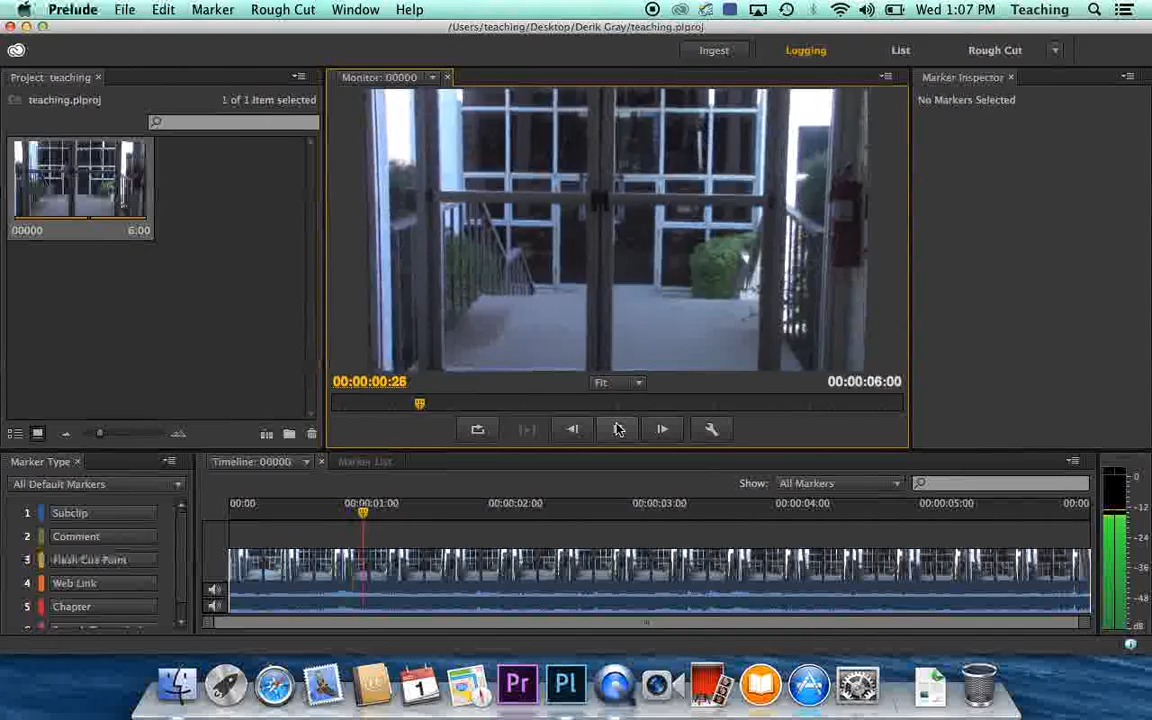 Prelude File Edit Marker Rough Cut Window Help Wed 1:07 PM Teaching
/Users/teaching/Desktop/Derik Gray/teaching.plproj
Ingest Logging List Rough Cut
Project: teaching
teaching.plproj 1 of 1 Item selected
00000 6:00
Monitor: 00000
00:00:00:26 Fit 00:00:06:00
Marker Inspector
No Markers Selected
Marker Type
All Default Markers
1 Subclip
2 Comment
3 Flash Cue Point
4 Web Link
5 Chapter
Timeline: 00000 Marker List
Show: All Markers
00:00 00:00:01:00 00:00:02:00 00:00:03:00 00:00:04:00 00:00:05:00 00:00
0
-12
-24
-36
-48
dB
1
Pr
Pl